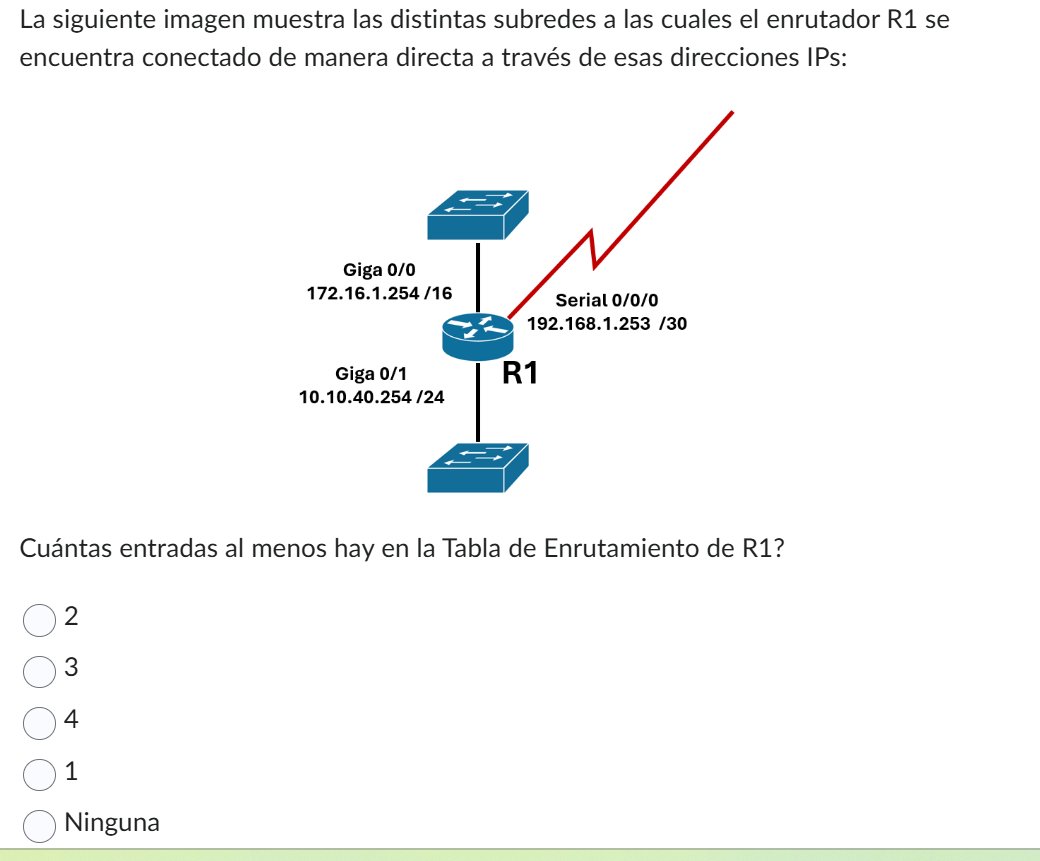 La siguiente imagen muestra las distintas subredes a las cuales el enrutador R1 se
encuentra conectado de manera directa a través de esas direcciones IPs:
Giga 0/0
172.16.1.254 /16
Serial 0/0/0
192.168.1.253 /30
Giga 0/1
10.10.40.254 /24
R1
Cuántas entradas al menos hay en la Tabla de Enrutamiento de R1?
2
3
4
1
Ninguna